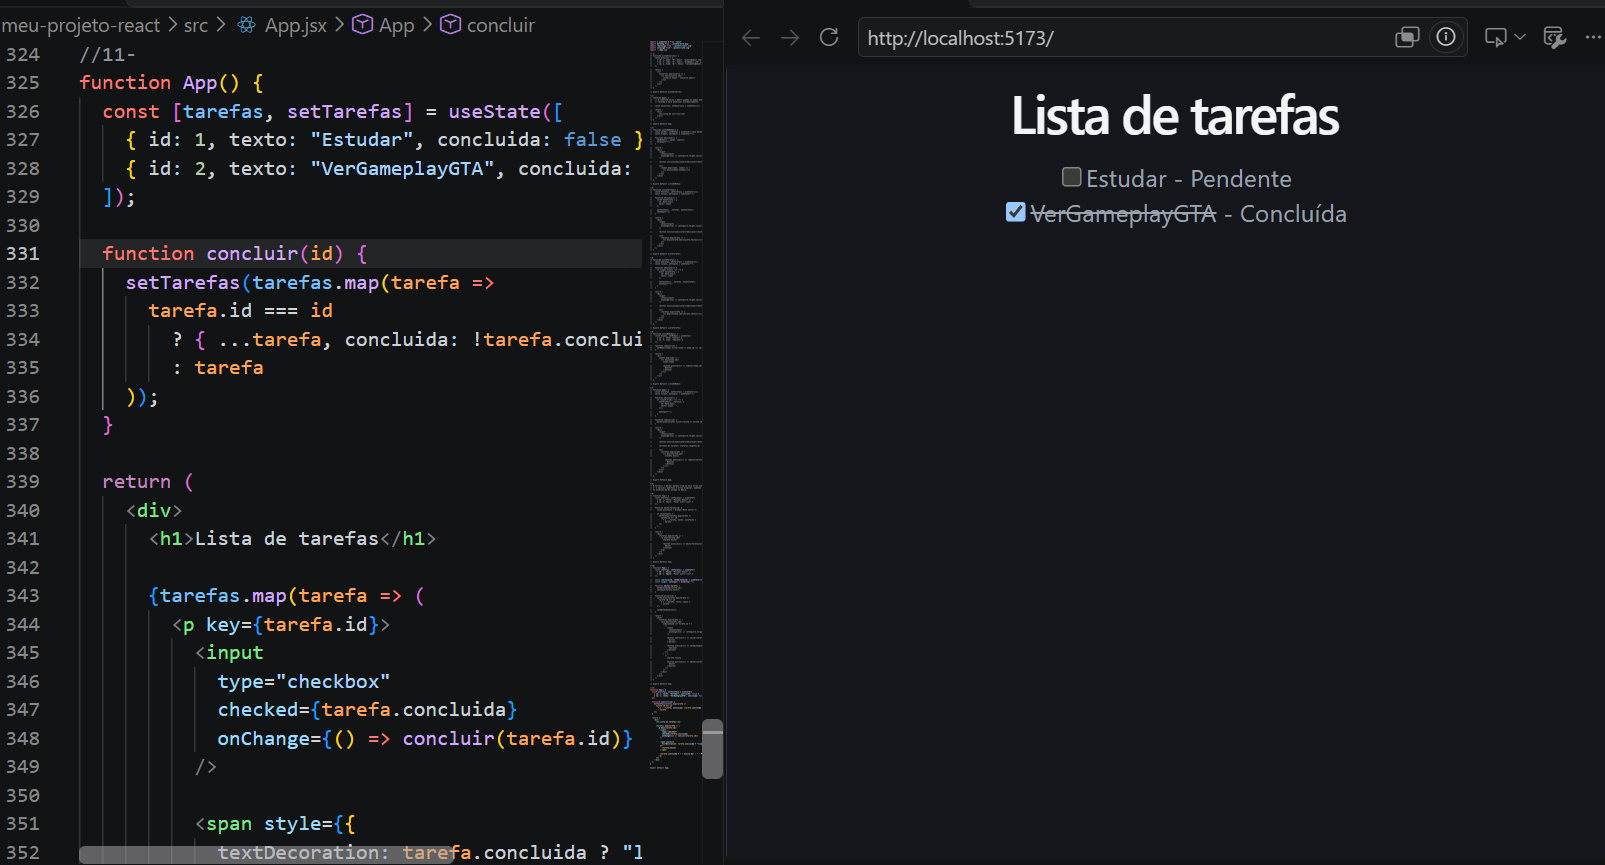 meu-projeto-react > src > App.jsx > App > concluir
324 //11-
325 function App() {
326 const [tarefas, setTarefas] = useState([
327 { id: 1, texto: "Estudar", concluida: false }
328 { id: 2, texto: "VerGameplayGTA", concluida:
329 ]);
330
331 function concluir(id) {
332 setTarefas(tarefas.map(tarefa =>
333 tarefa.id === id
334 ? { ...tarefa, concluida: !tarefa.conclui
335 : tarefa
336 ));
337 }
338
339 return (
340 <div>
341 <h1>Lista de tarefas</h1>
342
343 {tarefas.map(tarefa => (
344 <p key={tarefa.id}>
345 <input
346 type="checkbox"
347 checked={tarefa.concluida}
348 onChange={() => concluir(tarefa.id)}
349 />
350
351 <span style={{
352 textDecoration: tarefa.concluida ? "l
http://localhost:5173/
Lista de tarefas
Estudar - Pendente
VerGameplayGTA - Concluída